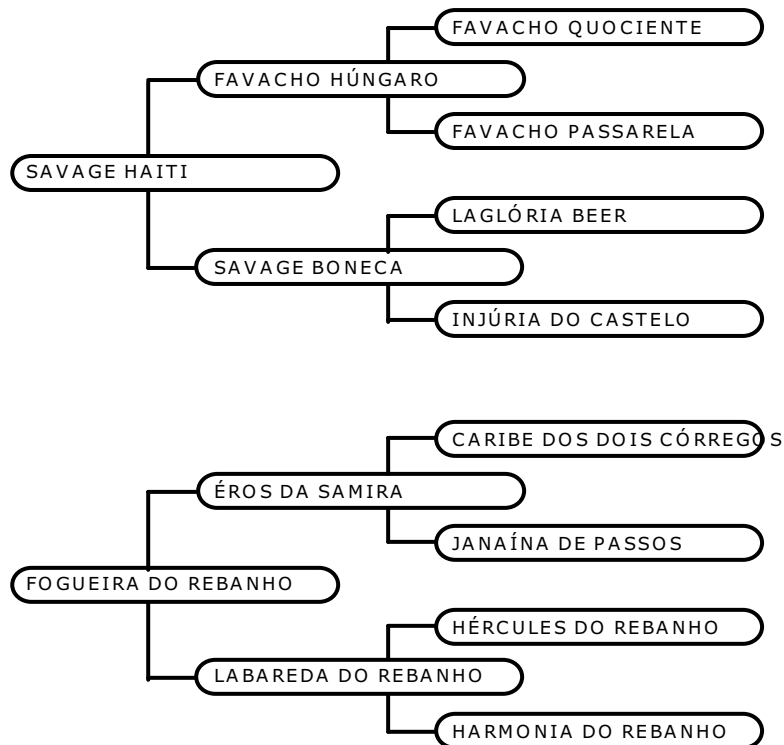 FAVACHO QUOCIENTE
FAVACHO HÚNGARO
FAVACHO PASSARELA
SAVAGE HAITI
LAGLÓRIA BEER
SAVAGE BONECA
INJÚRIA DO CASTELO
CARIBE DOS DOIS CÓRREGOS
ÉROS DA SAMIRA
JANAÍNA DE PASSOS
FOGUEIRA DO REBANHO
HÉRCULES DO REBANHO
LABAREDA DO REBANHO
HARMONIA DO REBANHO